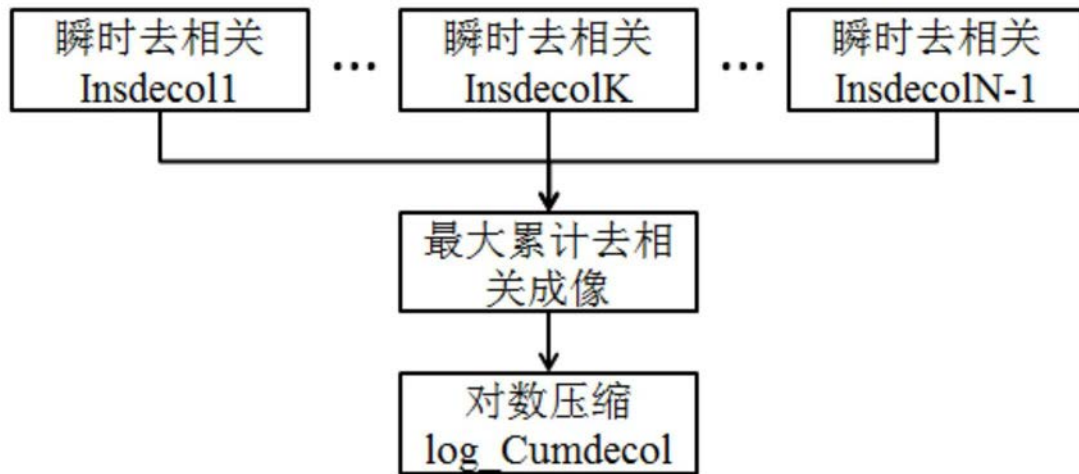 瞬时去相关
Insdecol1
...
瞬时去相关
InsdecolK
...
瞬时去相关
InsdecolN-1
最大累计去相
关成像
对数压缩
log_Cumdecol